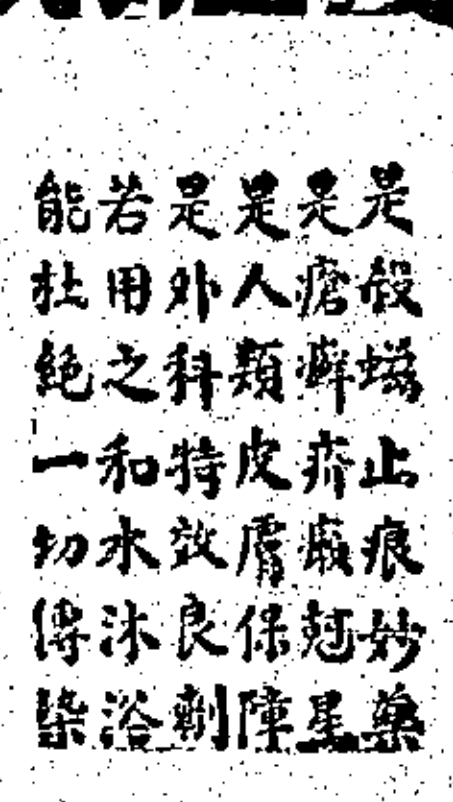 是殺螆止痕妙藥
是瘡癬疥癩尅星
是人類皮膚保障
是外科特效良劑
若用之和水沐浴
能杜絕一切傳染